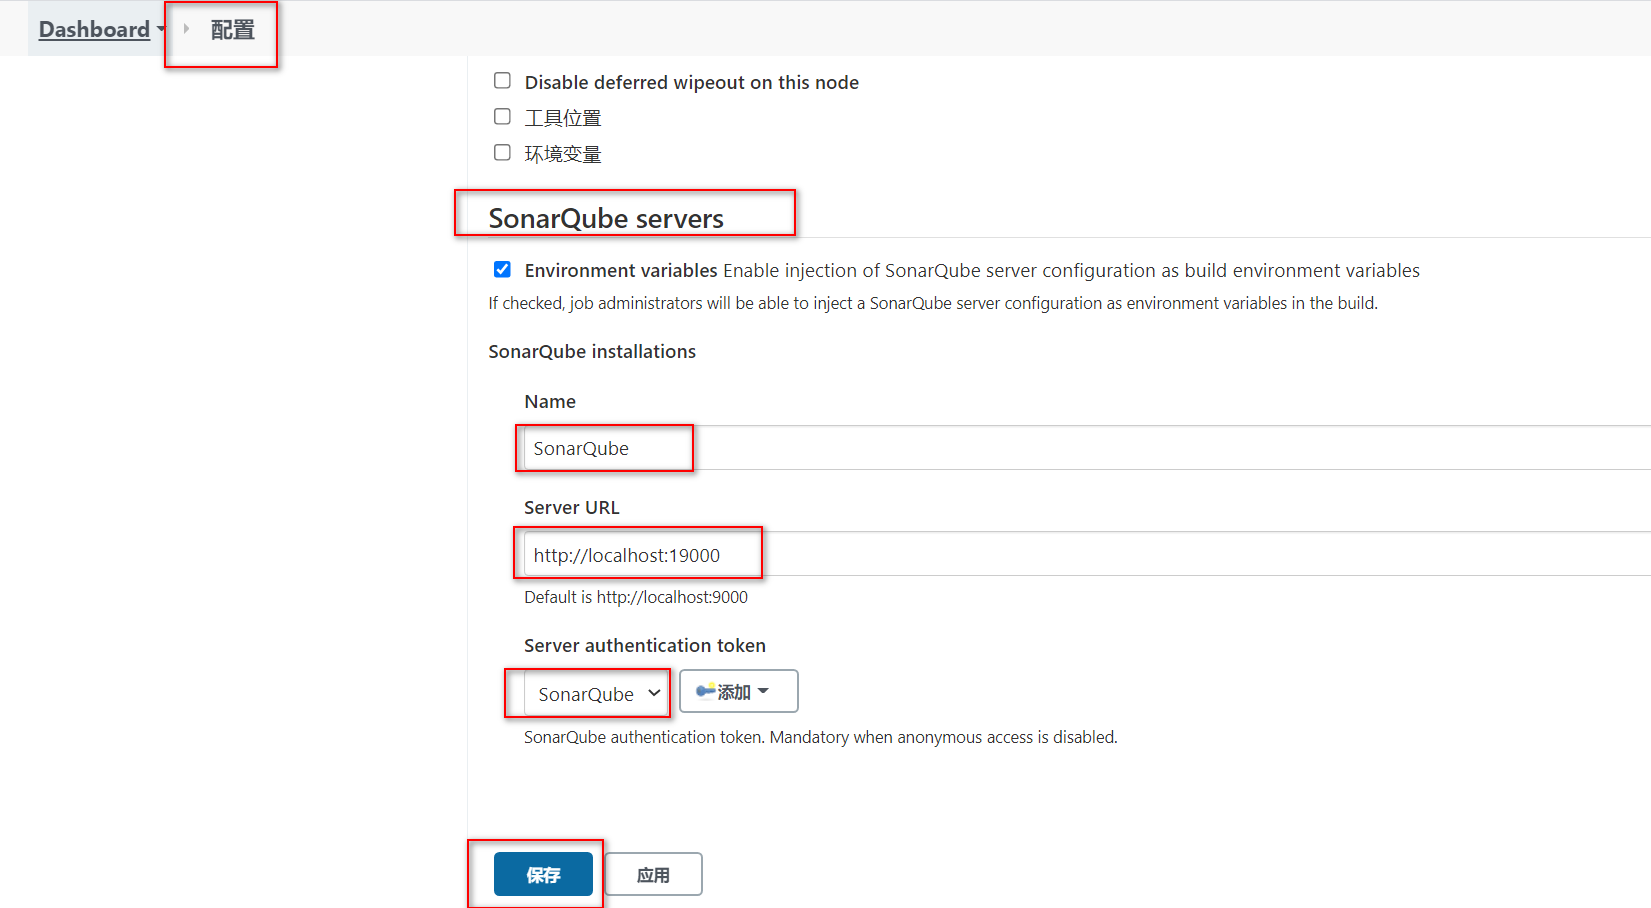 Dashboard 配置
Disable deferred wipeout on this node
工具位置
环境变量
SonarQube servers
Environment variables Enable injection of SonarQube server configuration as build environment variables
If checked, job administrators will be able to inject a SonarQube server configuration as environment variables in the build.
SonarQube installations
Name
SonarQube
Server URL
http://localhost:19000
Default is http://localhost:9000
Server authentication token
SonarQube 添加
SonarQube authentication token. Mandatory when anonymous access is disabled.
保存 应用